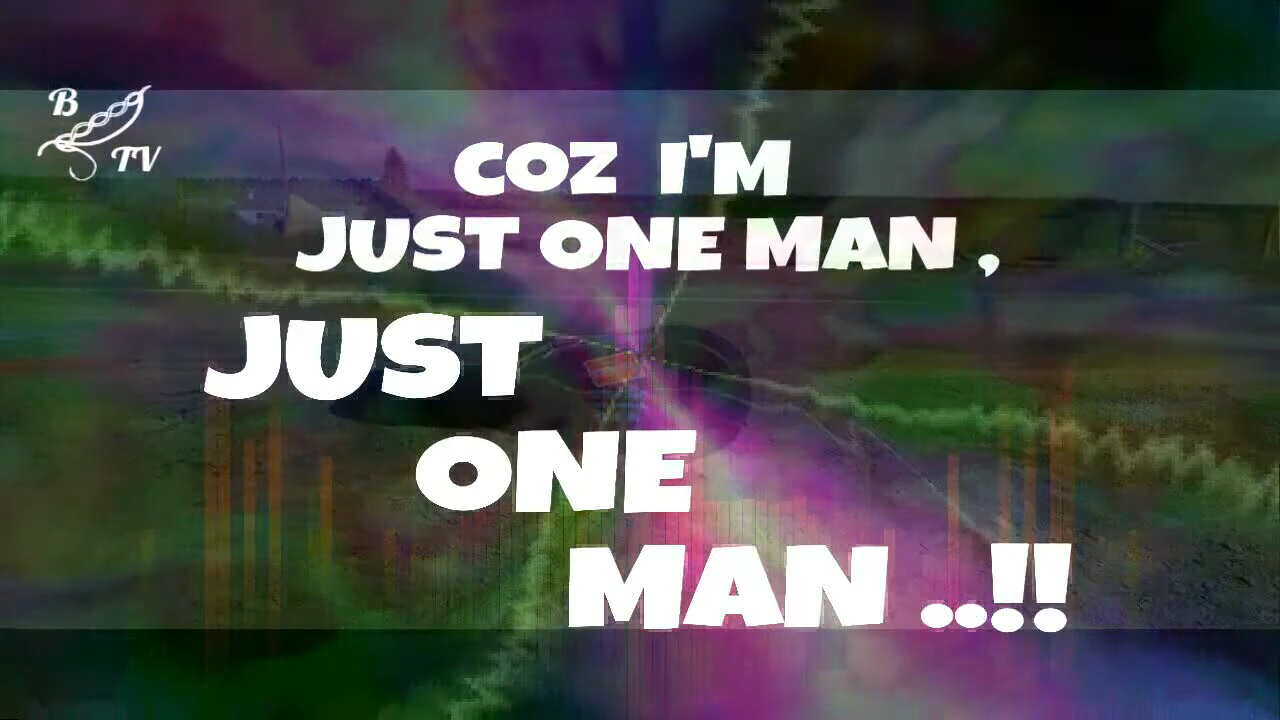 B
TV
COZ I'M
JUST ONE MAN ,
JUST
ONE
MAN ..!!